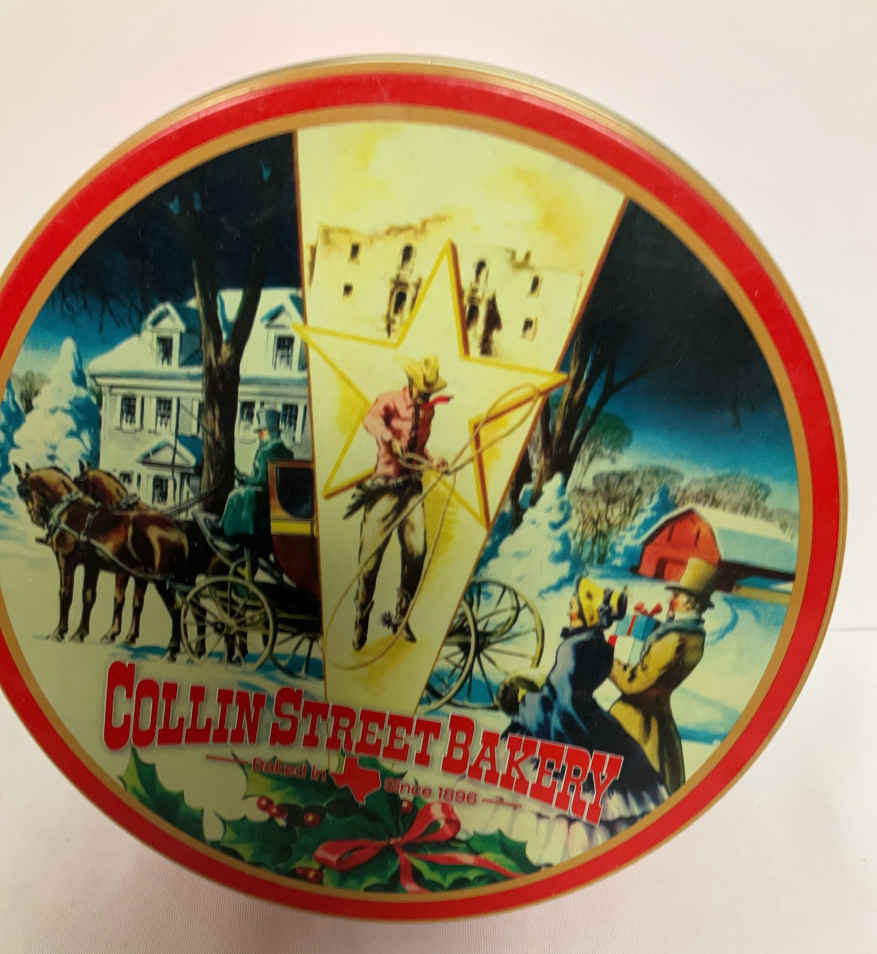 COLLIN STREET BAKERY
Baked in Since 1896